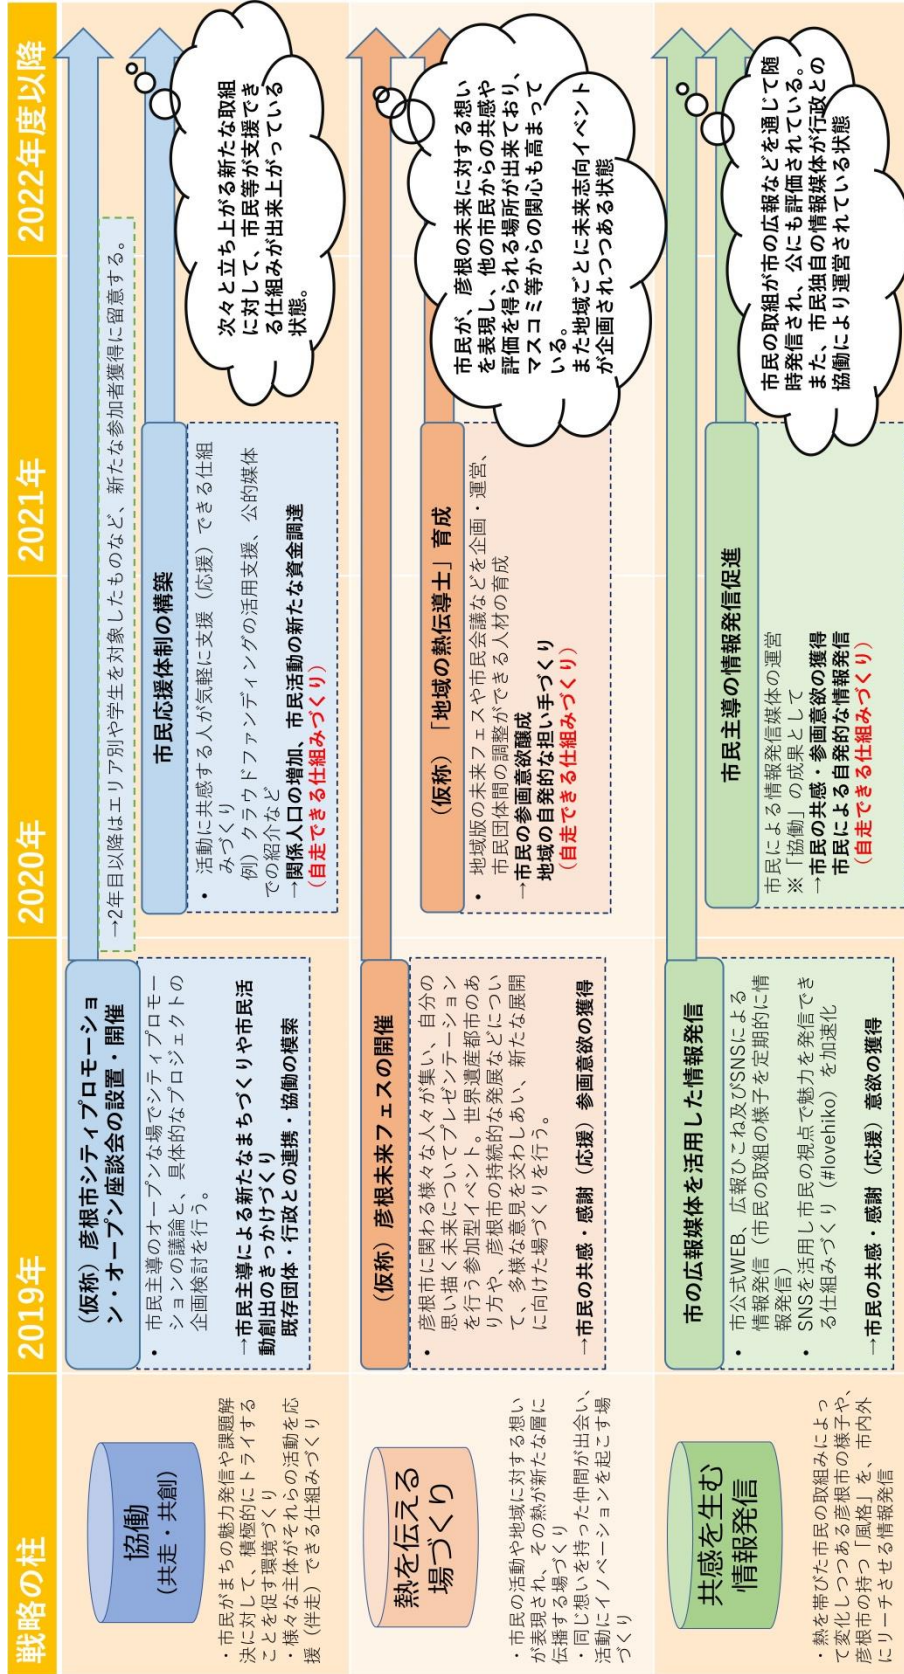 戦略の柱
2019年
2020年
2021年
2022年度以降
協働
(共走・共創)
・市民がまちの魅力発信や課題解
決に対して、積極的にトライする
ことを促す環境づくり
・様々な主体がそれらの活動を応
援（伴走）できる仕組みづくり
（仮称）彦根市シティプロモーショ
ン・オープン座談会の設置・開催
• 市民主導のオープンな場でシティプロモー
ションの議論と、具体的なプロジェクトの
企画検討を行う。
→市民主導による新たなまちづくりや市民活
動創出のきっかけづくり
既存団体・行政との連携・協働の模索
→2年目以降はエリア別や学生を対象したものなど、新たな参加者獲得に留意する。
市民応援体制の構築
• 活動に共感する人が気軽に支援（応援）できる仕組
みづくり
例）クラウドファンディングの活用支援、公的媒体
での紹介など
→関係人口の増加、市民活動の新たな資金調達
（自走できる仕組みづくり）
次々と立ち上がる新たな取組
に対して、市民等が支援でき
る仕組みが出来上がっている
状態。
熱を伝える
場づくり
・市民の活動や地域に対する想い
が表現され、その熱が新たな層に
伝播する場づくり
・同じ想いを持った仲間が出会い、
活動にイノベーションを起こす場
づくり
（仮称）彦根未来フェスの開催
• 彦根市に関わる様々な人々が集い、自分の
思い描く未来についてプレゼンテーション
を行う参加型イベント。世界遺産都市のあ
り方や、彦根市の持続的な発展などについ
て、多様な意見を交わしあい、新たな展開
に向けた場づくりを行う。
→市民の共感・感謝（応援）参画意欲の獲得
（仮称）「地域の熱伝導士」育成
• 地域版の未来フェスや市民会議などを企画・運営、
市民団体間の調整ができる人材の育成
→市民の参画意欲醸成
地域の自発的な担い手づくり
（自走できる仕組みづくり）
市民が、彦根の未来に対する想い
を表現し、他の市民からの共感や
評価を得られる場所が出来ており、
マスコミ等からの関心も高まって
いる。
また地域ごとに未来志向イベント
が企画されつつある状態
共感を生む
情報発信
・熱を帯びた市民の取組みによっ
て変化しつつある彦根市の様子や、
彦根市の持つ「風格」を、市内外
にリーチさせる情報発信
市の広報媒体を活用した情報発信
• 市公式WEB、広報ひこね及びSNSによる
情報発信（市民の取組の様子を定期的に情
報発信）
• SNSを活用し市民の視点で魅力を発信でき
る仕組みづくり（#lovehiko）を加速化
→市民の共感・感謝（応援）意欲の獲得
市民主導の情報発信促進
市民による情報発信媒体の運営
※「協働」の成果として
→市民の共感・参画意欲の獲得
市民による自発的な情報発信
（自走できる仕組みづくり）
市民の取組が市の広報などを通じて随
時発信され、公にも評価されている。
また、市民独自の情報媒体が行政との
協働により運営されている状態